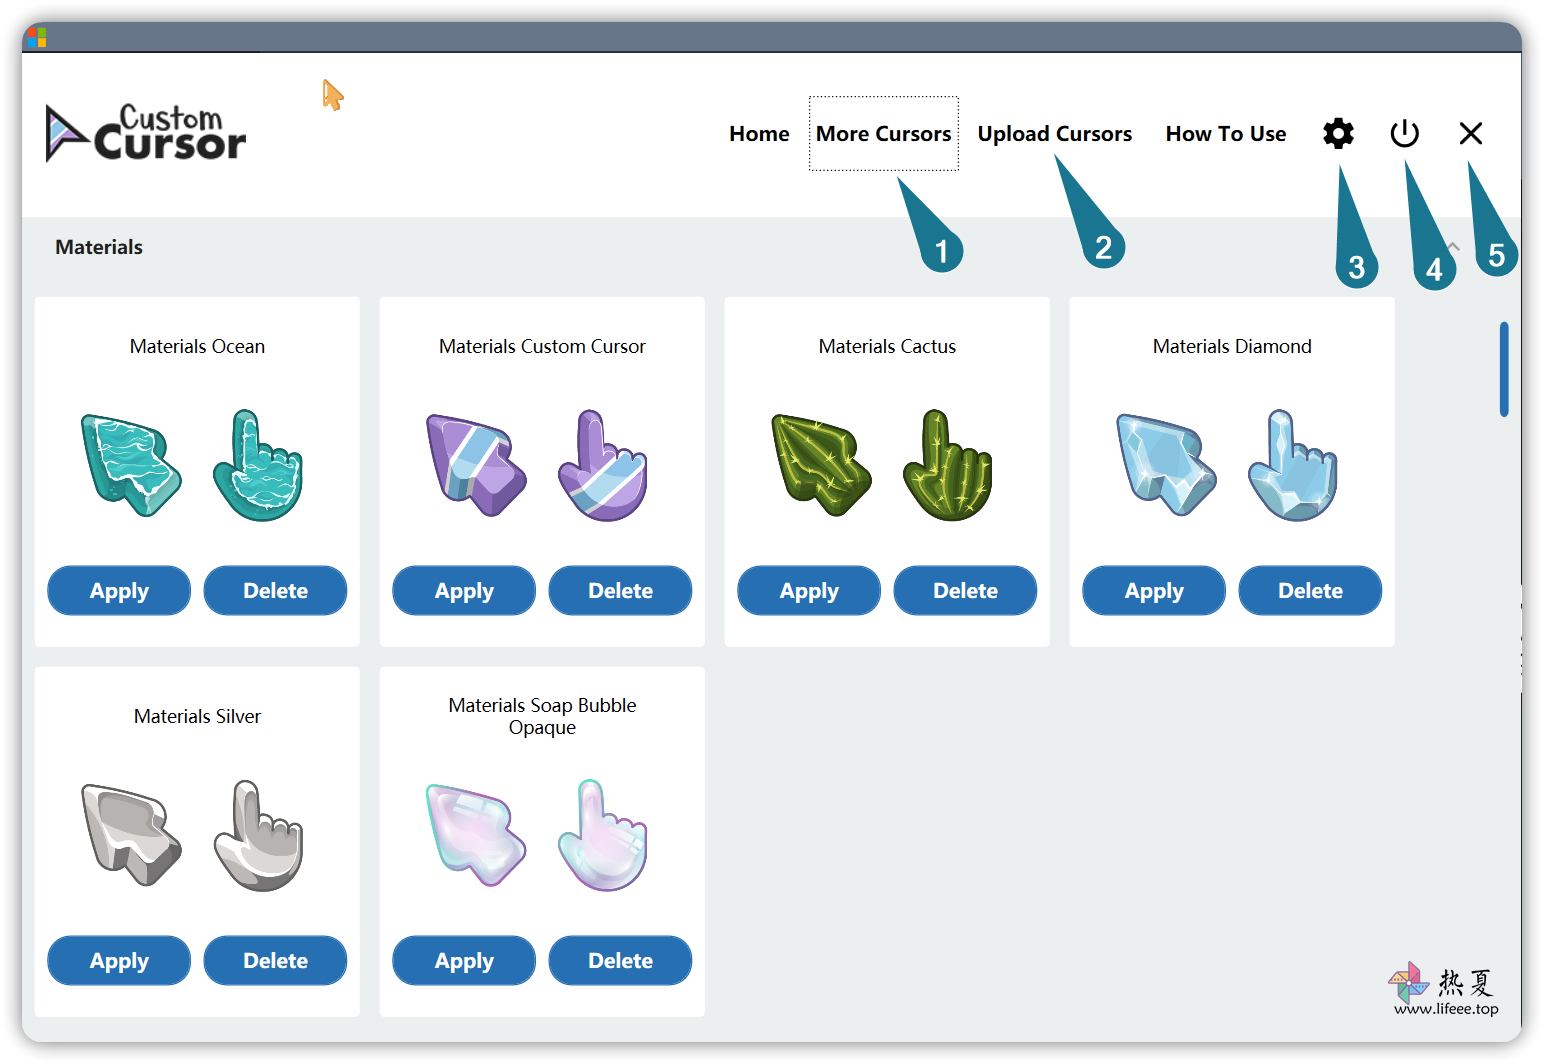 Custom
Cursor
Home
More Cursors
Upload Cursors
How To Use
1
2
3
4
5
Materials
Materials Ocean
Materials Custom Cursor
Materials Cactus
Materials Diamond
Apply
Delete
Apply
Delete
Apply
Delete
Apply
Delete
Materials Silver
Materials Soap Bubble
Opaque
Apply
Delete
Apply
Delete
热夏
www.lifeee.top